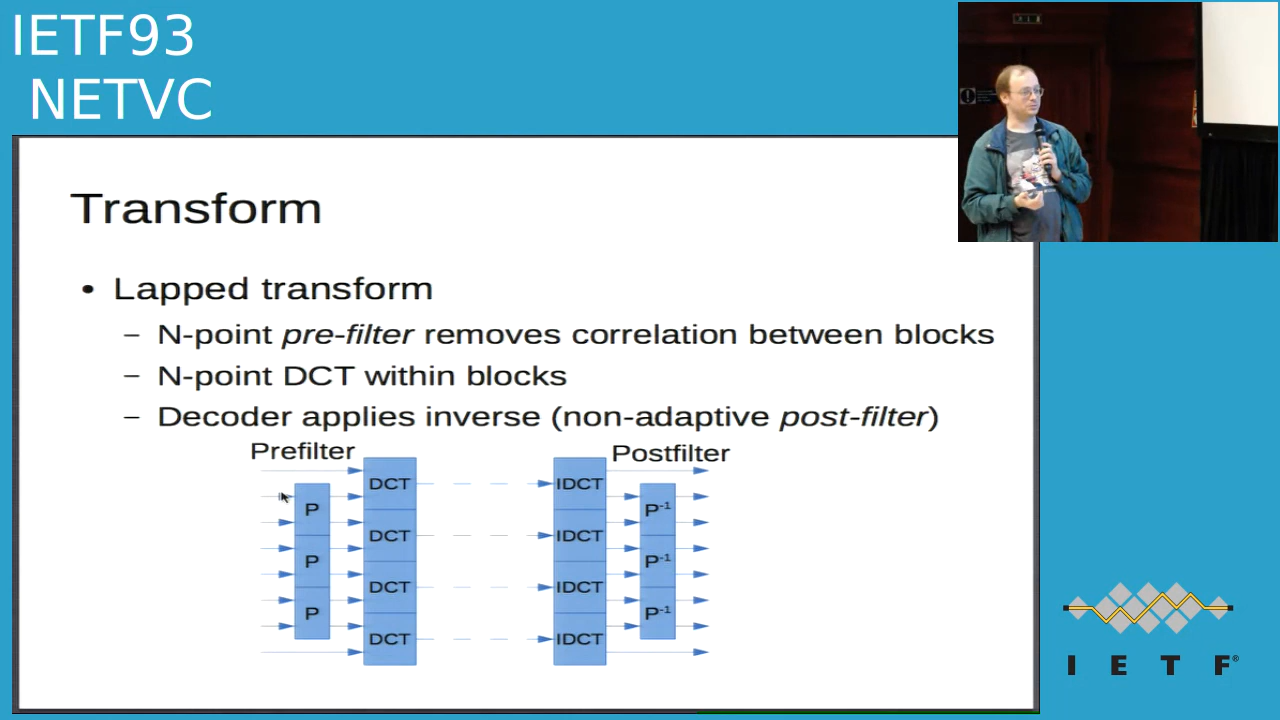 IETF93
NETVC
Transform
• Lapped transform
– N-point pre-filter removes correlation between blocks
– N-point DCT within blocks
– Decoder applies inverse (non-adaptive post-filter)
Prefilter
Postfilter
DCT
IDCT
P
P-1
DCT
IDCT
P
P-1
DCT
IDCT
P
P-1
DCT
IDCT
I E T F®